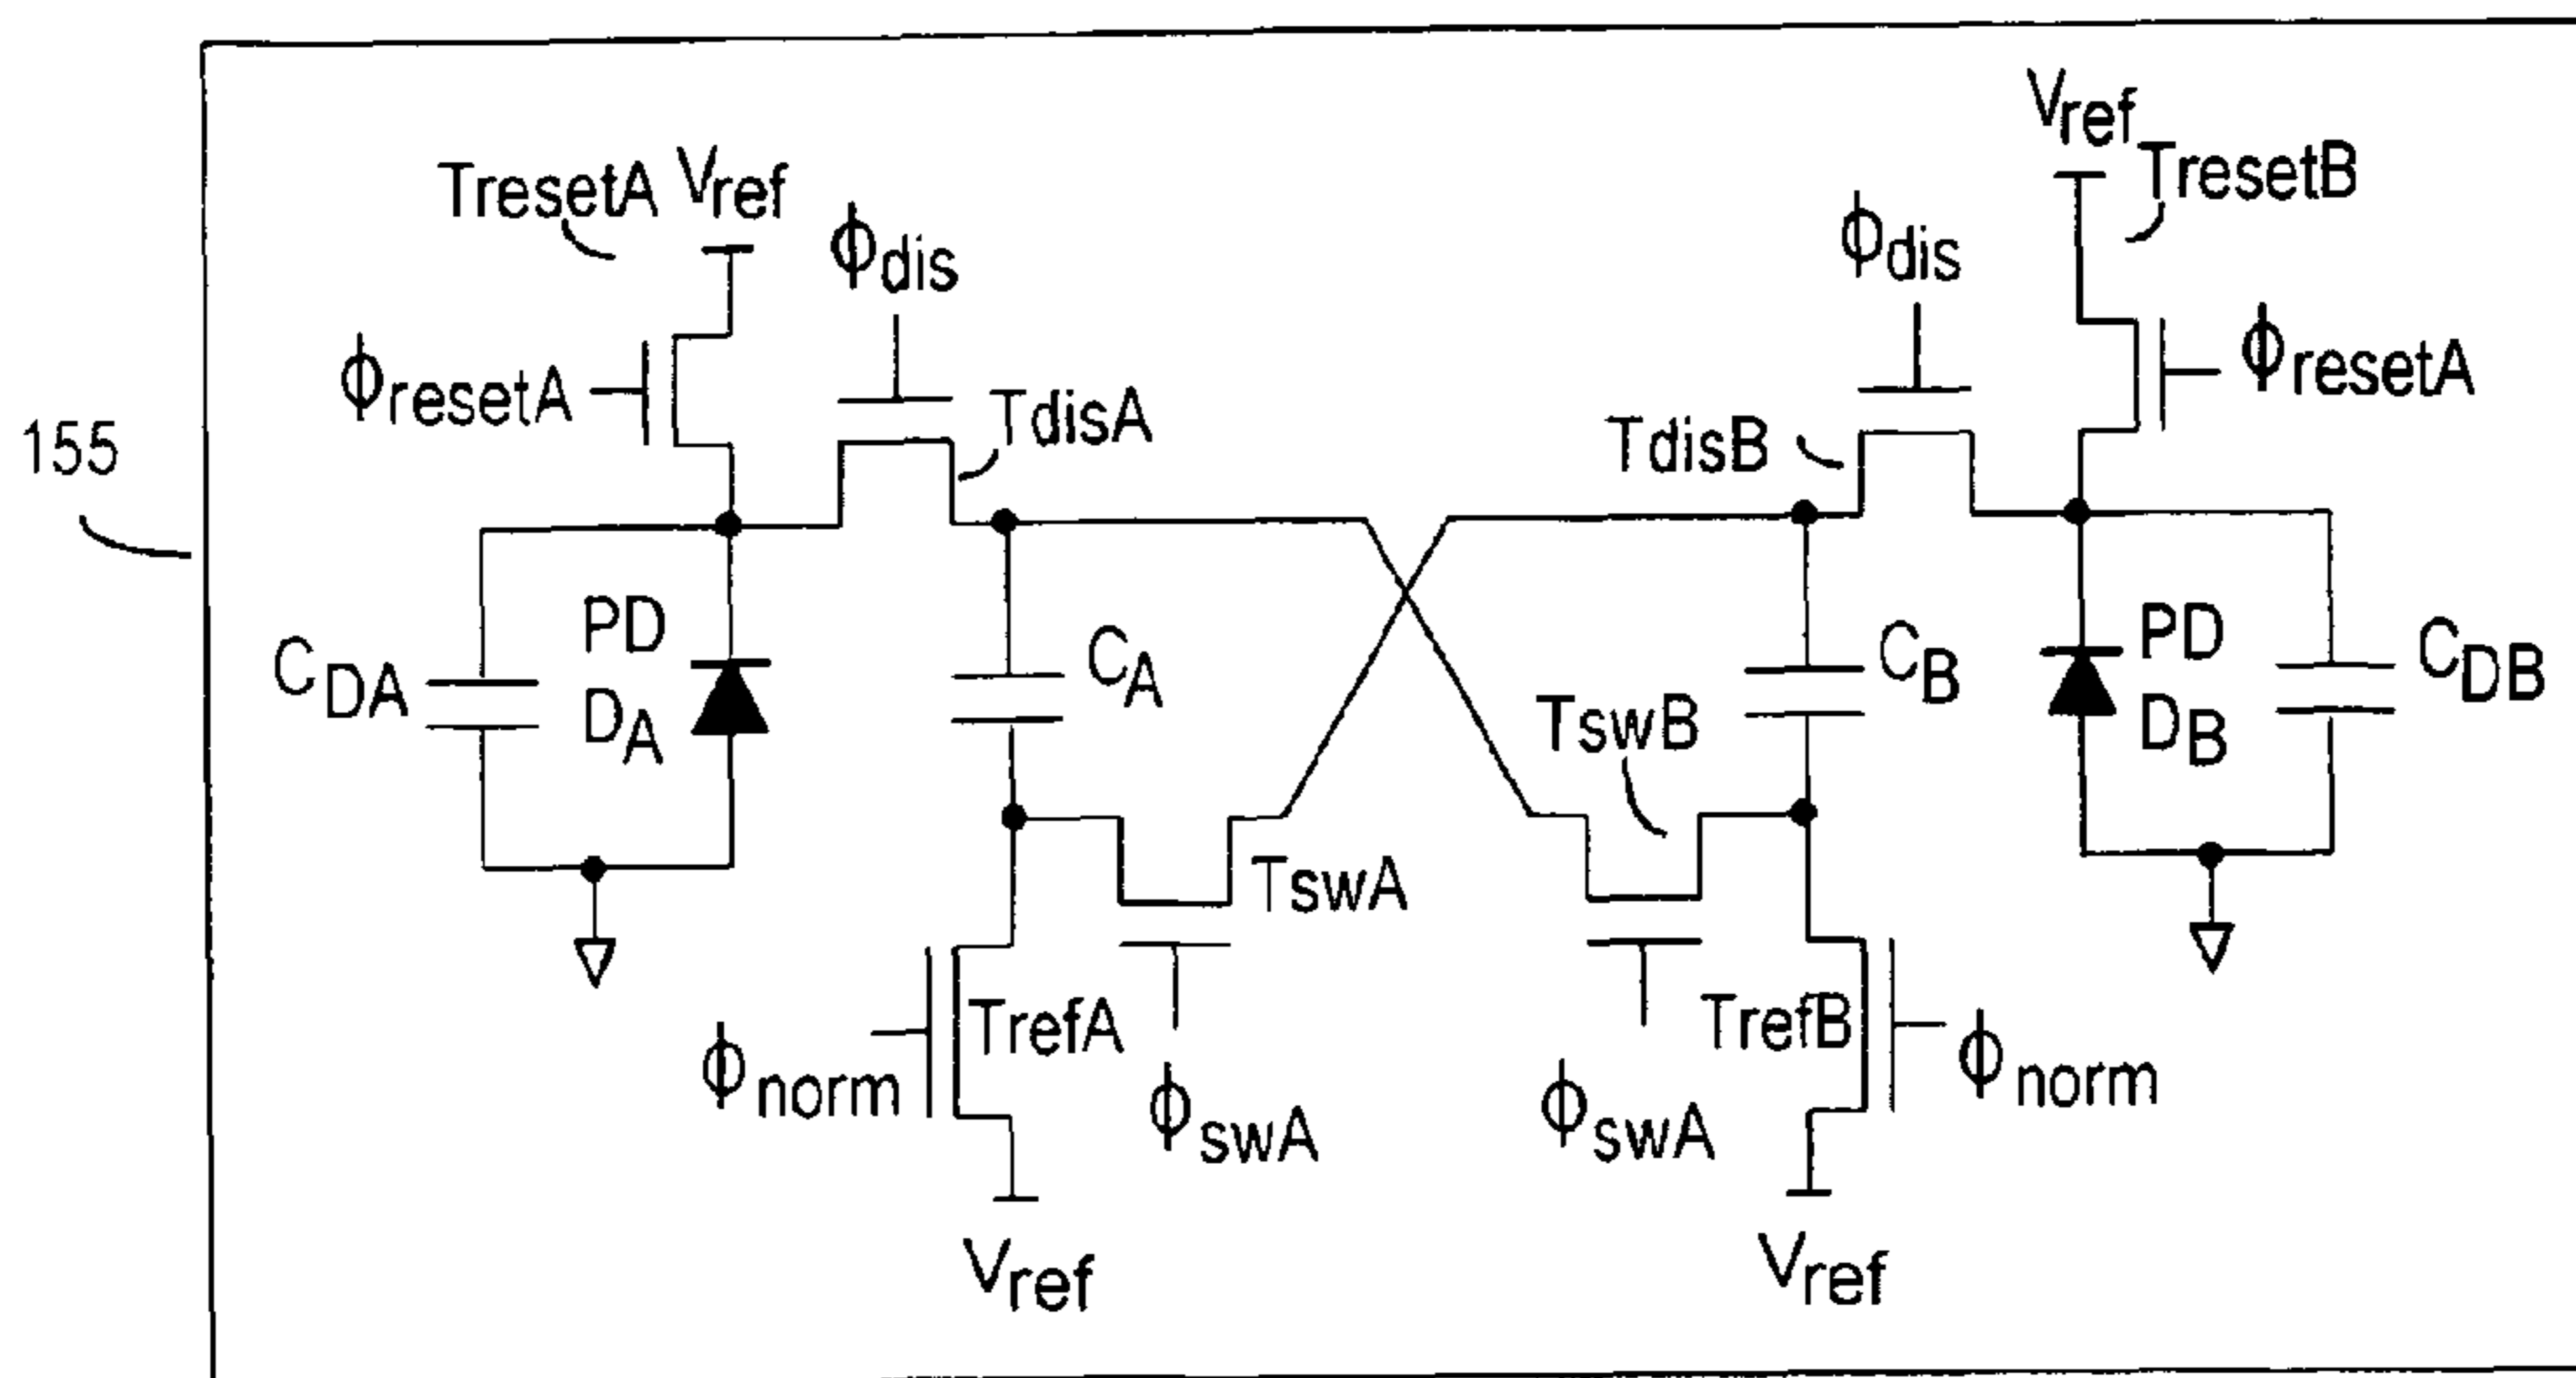 Vref
TresetB
TresetA Vref
ϕdis
ϕdis
ϕresetA
ϕresetA
TdisA
TdisB
155
CDA
PD
DA
CA
CB
PD
DB
CDB
TswB
TswA
TrefA
TrefB
ϕnorm
ϕswA
ϕswA
ϕnorm
Vref
Vref